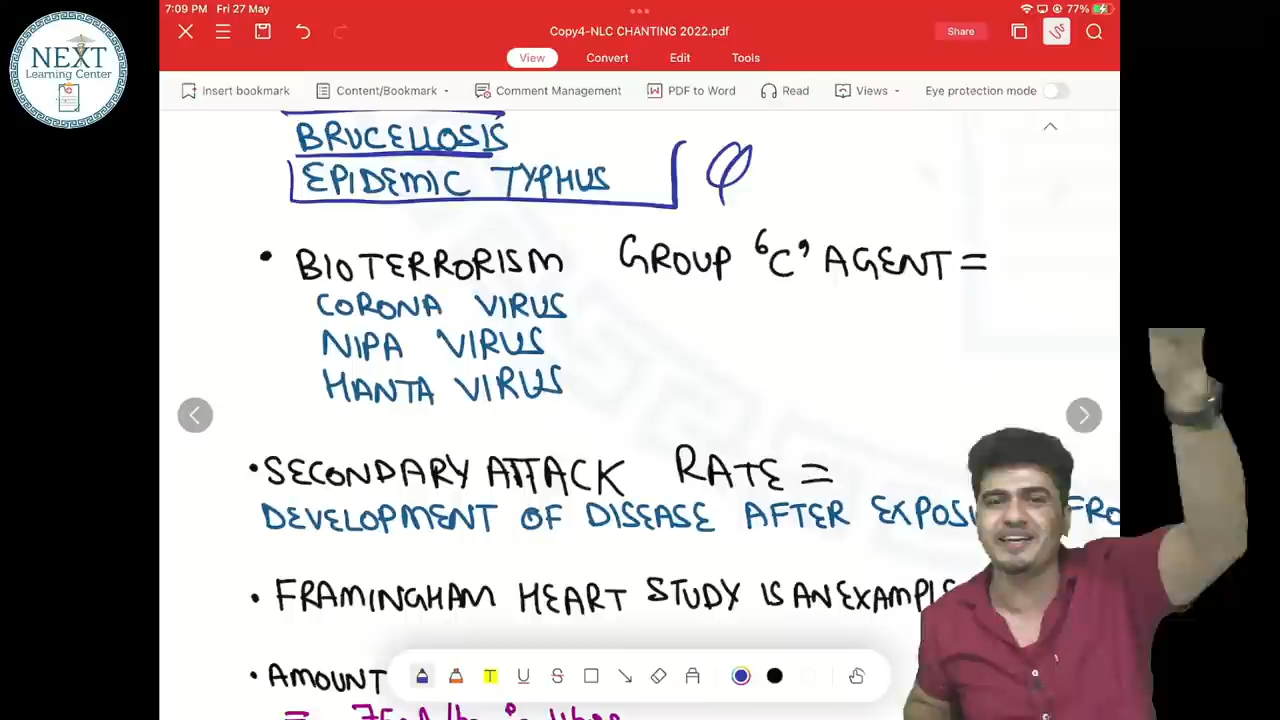 7:09 PM Fri 27 May
77%
NEXT
Learning Center
Copy4-NLC CHANTING 2022.pdf
Share
View Convert Edit Tools
Insert bookmark Content/Bookmark Comment Management PDF to Word Read Views Eye protection mode
BRUCELLOSIS
EPIDEMIC TYPHUS
• BIOTERRORISM GROUP 'C' AGENT =
CORONA VIRUS
NIPA VIRUS
HANTA VIRUS
• SECONDARY ATTACK RATE =
DEVELOPMENT OF DISEASE AFTER
• FRAMINGHAM HEART STUDY IS AN EXAMPLE
• AMOUNT